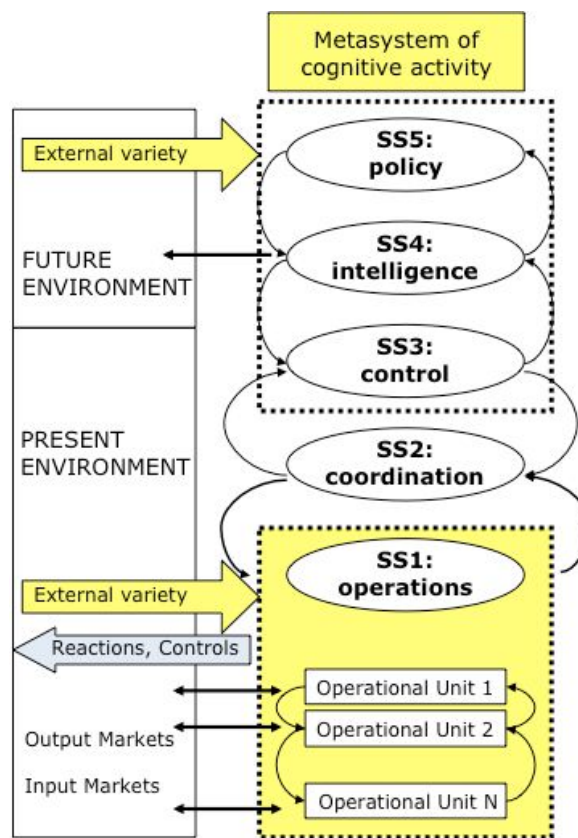 Metasystem of
cognitive activity
External variety
SS5:
policy
FUTURE
ENVIRONMENT
SS4:
intelligence
SS3:
control
PRESENT
ENVIRONMENT
SS2:
coordination
SS1:
operations
External variety
Reactions, Controls
Operational Unit 1
Output Markets
Operational Unit 2
Input Markets
Operational Unit N